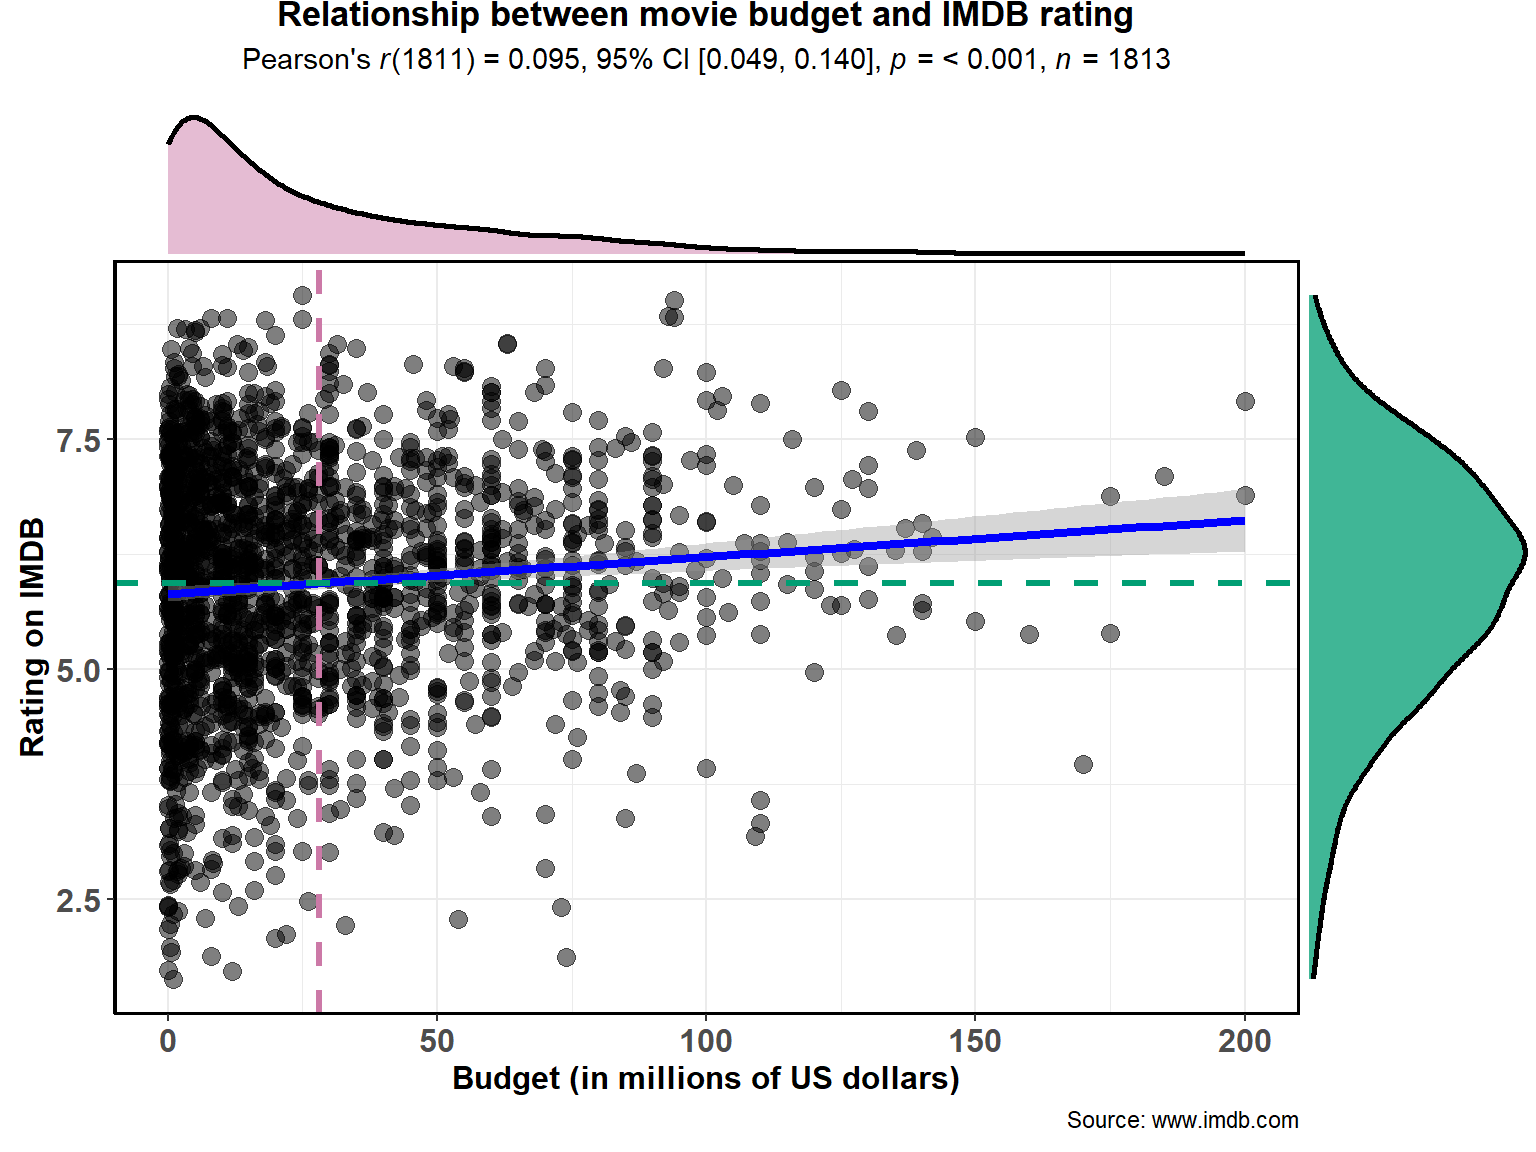 Relationship between movie budget and IMDB rating
Pearson's r(1811) = 0.095, 95% CI [0.049, 0.140], p = < 0.001, n = 1813
7.5
5.0
2.5
Rating on IMDB
0 50 100 150 200
Budget (in millions of US dollars)
Source: www.imdb.com